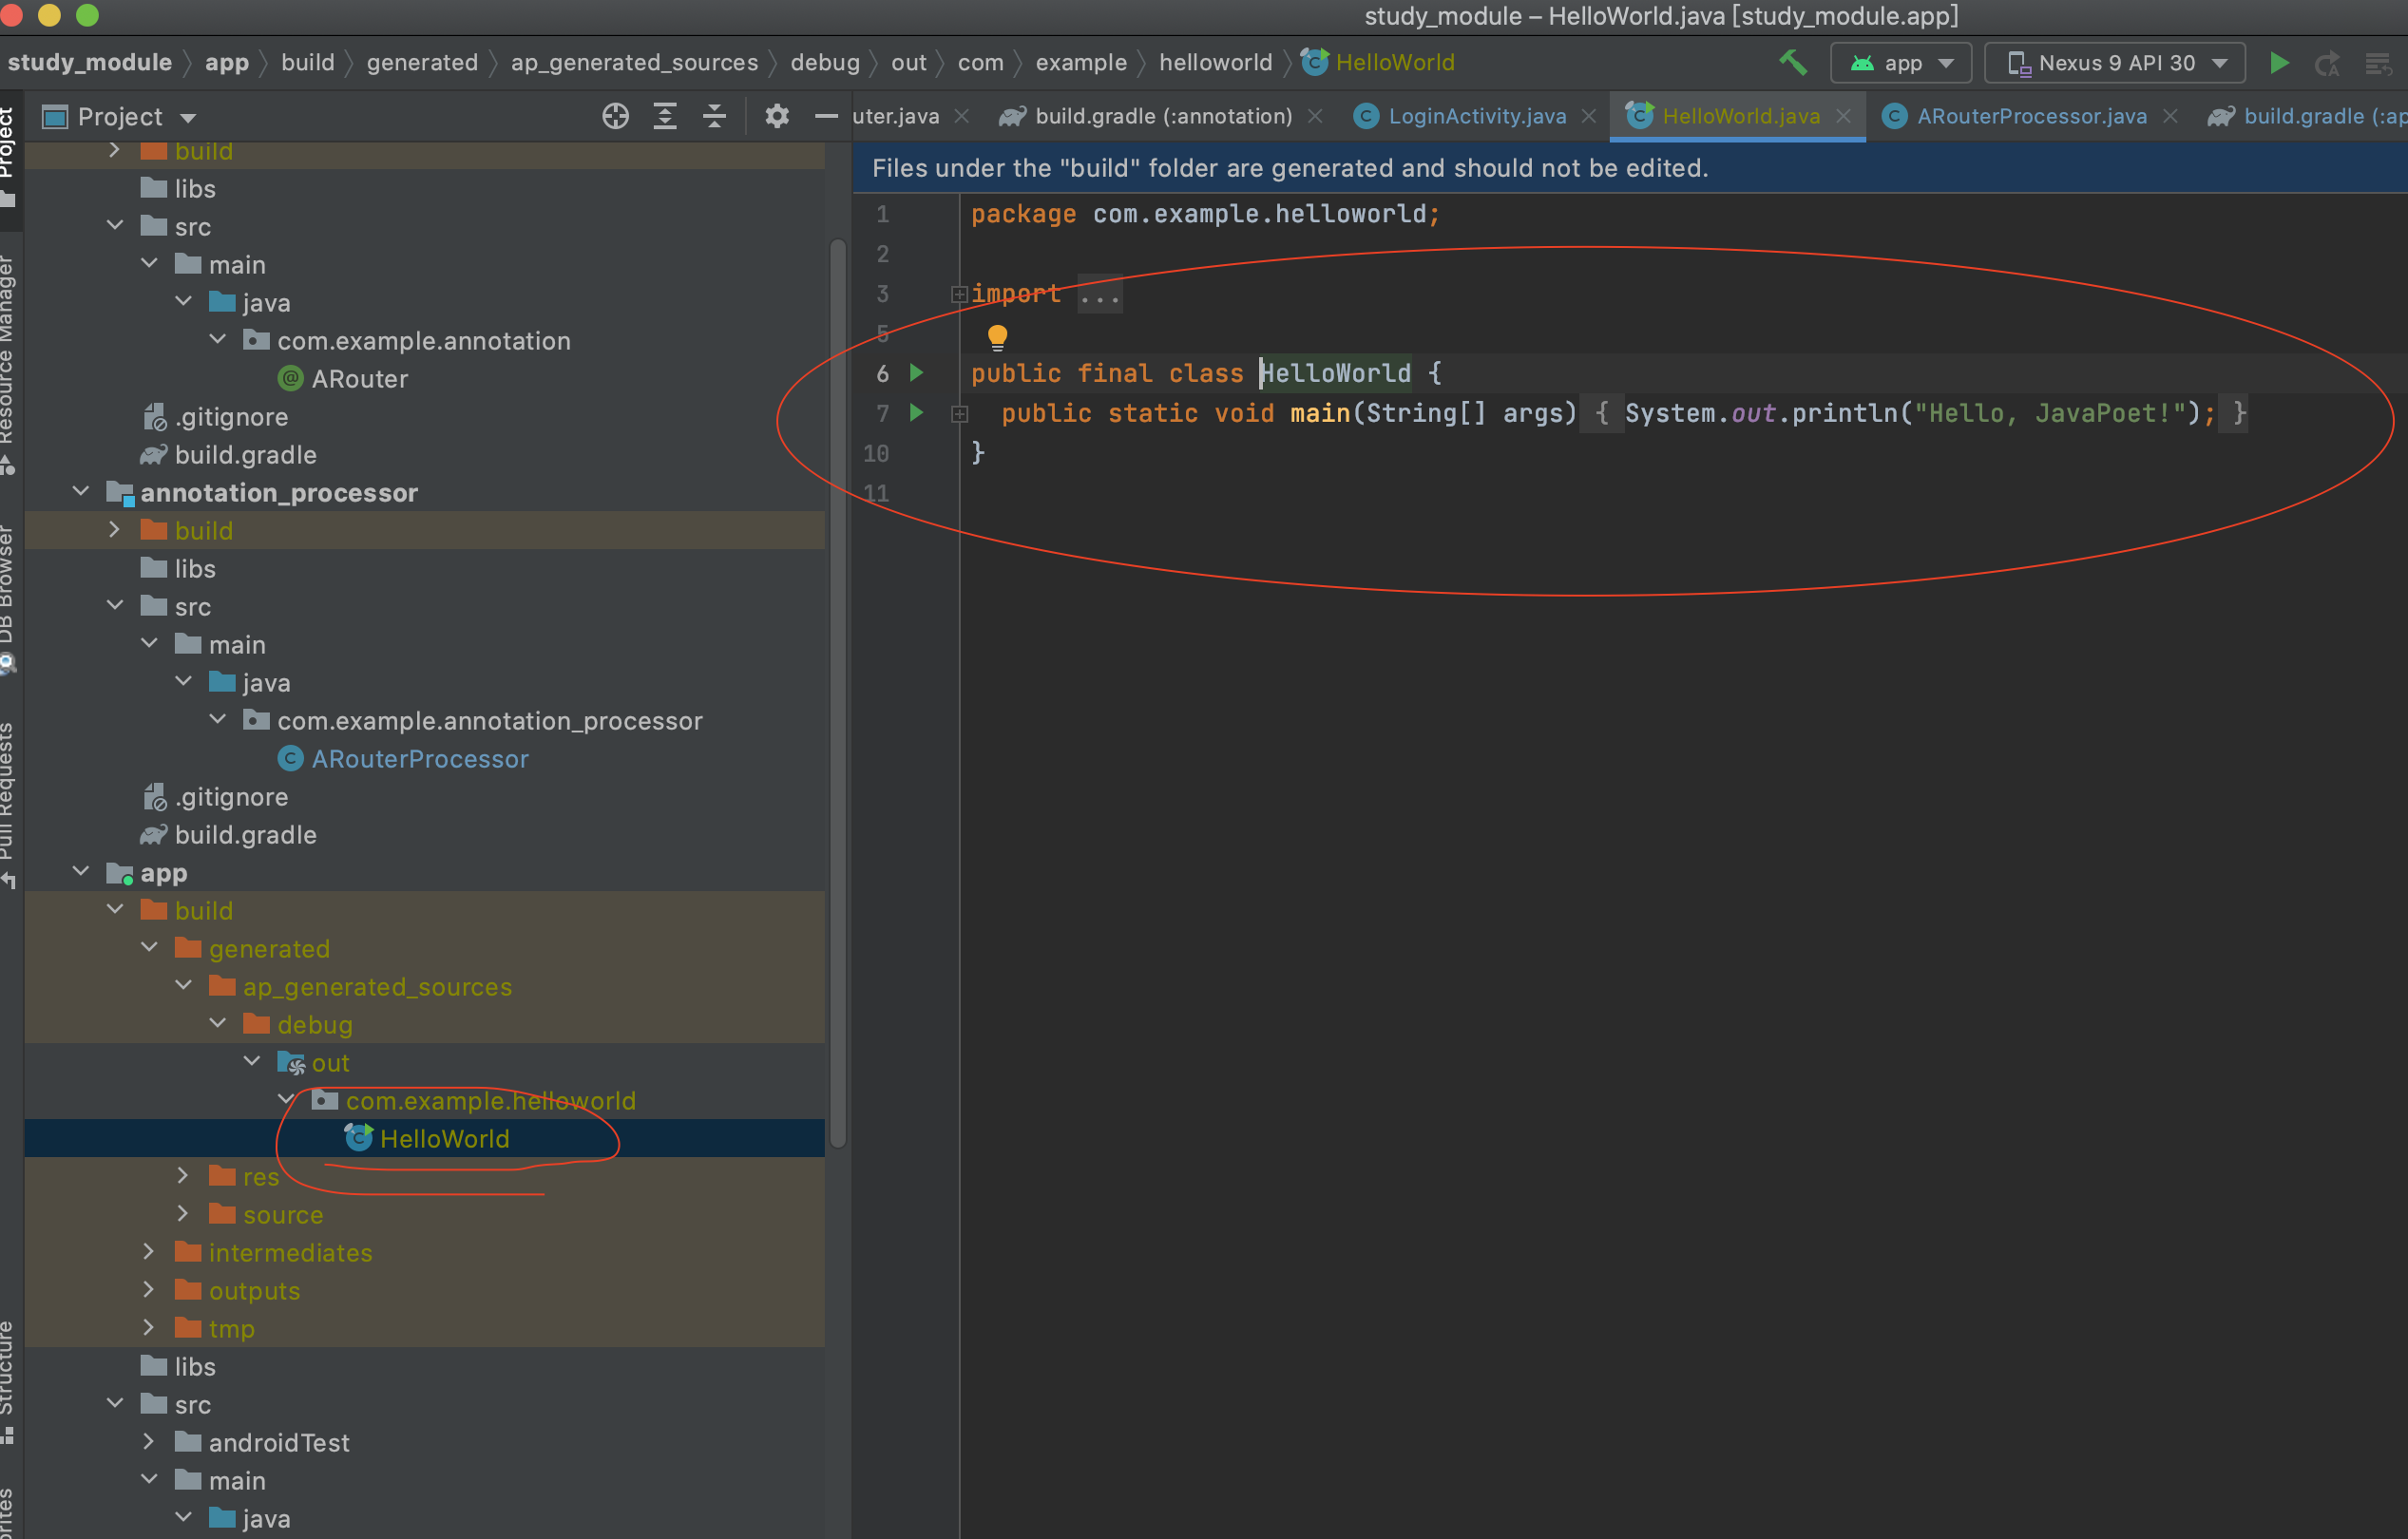 study_module – HelloWorld.java [study_module.app]
study_module app build generated ap_generated_sources debug out com example helloworld HelloWorld app Nexus 9 API 30
Project
uter.java build.gradle (:annotation) LoginActivity.java HelloWorld.java ARouterProcessor.java build.gradle (:ap
Files under the "build" folder are generated and should not be edited.
Project
Resource Manager
DB Browser
Pull Requests
Structure
build
libs
src
main
java
com.example.annotation
ARouter
.gitignore
build.gradle
annotation_processor
build
libs
src
main
java
com.example.annotation_processor
ARouterProcessor
.gitignore
build.gradle
app
build
generated
ap_generated_sources
debug
out
com.example.helloworld
HelloWorld
res
source
intermediates
outputs
tmp
libs
src
androidTest
main
java
1 package com.example.helloworld;
2
3 import ...
5
6 public final class HelloWorld {
7 public static void main(String[] args) { System.out.println("Hello, JavaPoet!"); }
10 }
11